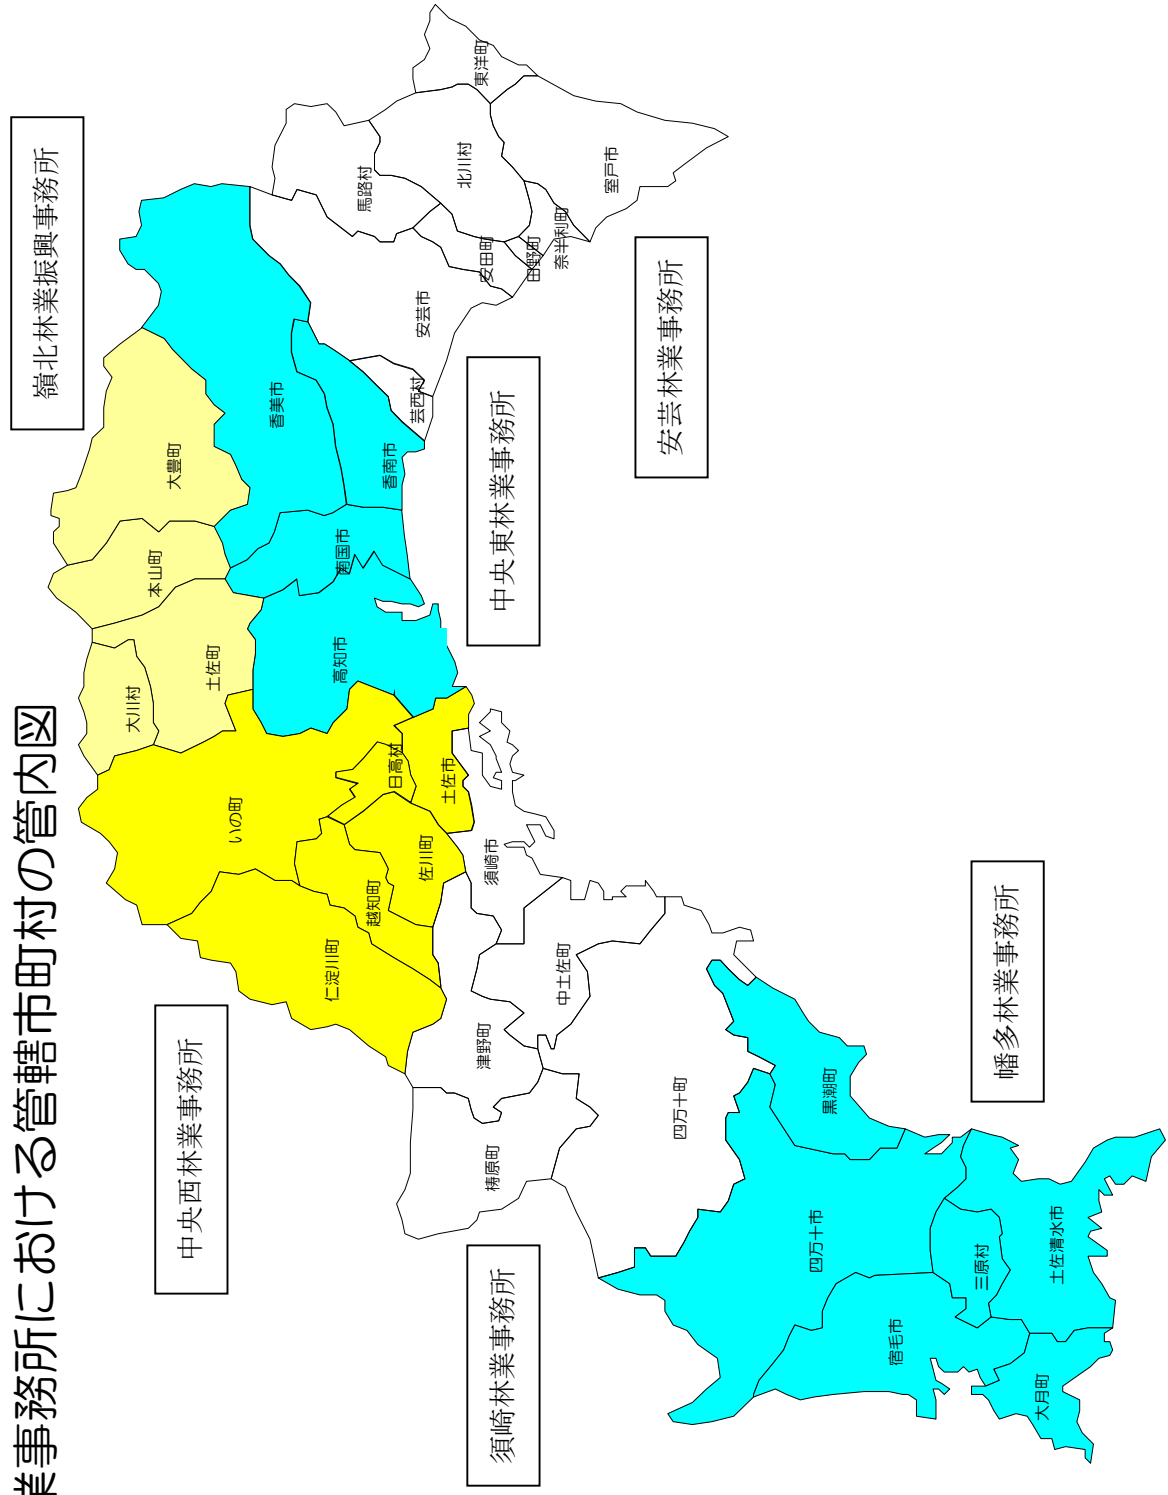 業事務所における管轄市町村の管内図
嶺北林業振興事務所
中央西林業事務所
中央東林業事務所
安芸林業事務所
須崎林業事務所
幡多林業事務所
大豊町
本山町
大川村
土佐町
香美市
香南市
南国市
高知市
いの町
日高村
土佐市
佐川町
越知町
仁淀川町
東洋町
馬路村
北川村
室戸市
奈半利町
田野町
安田町
安芸市
芸西村
須崎市
中土佐町
津野町
梼原町
四万十町
黒潮町
四万十市
三原村
土佐清水市
宿毛市
大月町